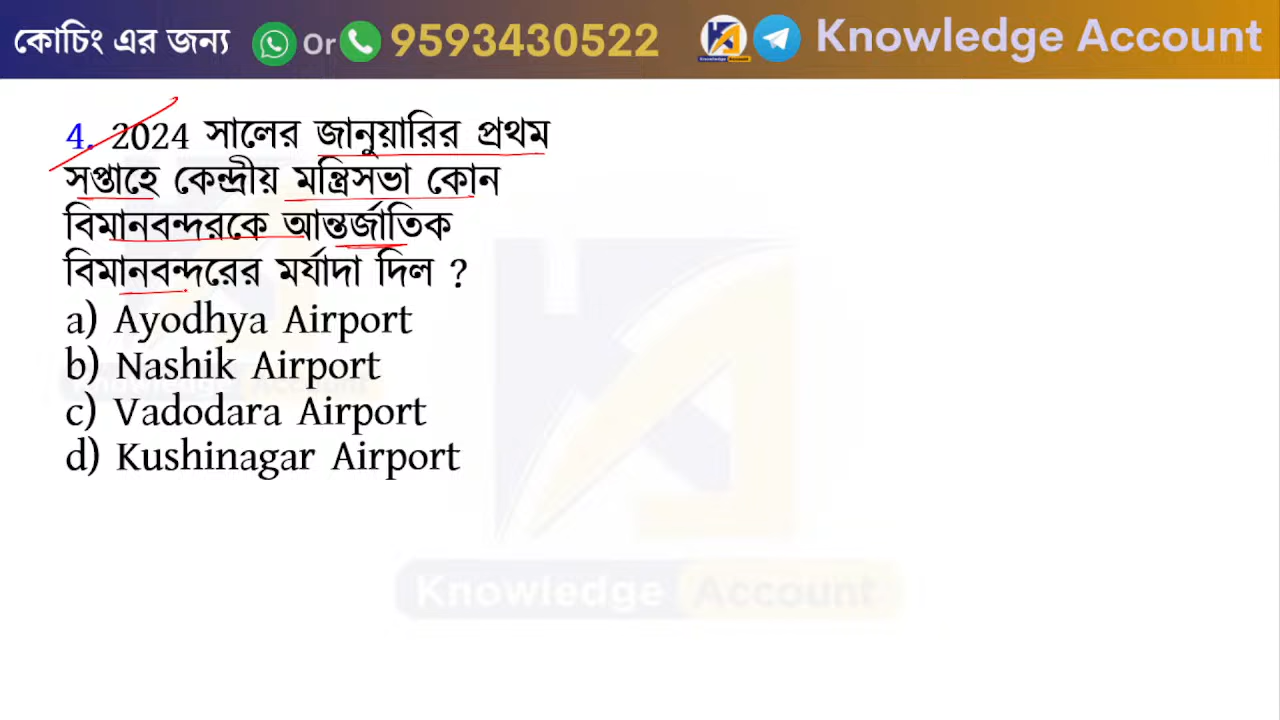 কোচিং এর জন্য Or 9593430522 Knowledge Account
4. 2024 সালের জানুয়ারির প্রথম
সপ্তাহে কেন্দ্রীয় মন্ত্রিসভা কোন
বিমানবন্দরকে আন্তর্জাতিক
বিমানবন্দরের মর্যাদা দিল ?
a) Ayodhya Airport
b) Nashik Airport
c) Vadodara Airport
d) Kushinagar Airport
Knowledge Account